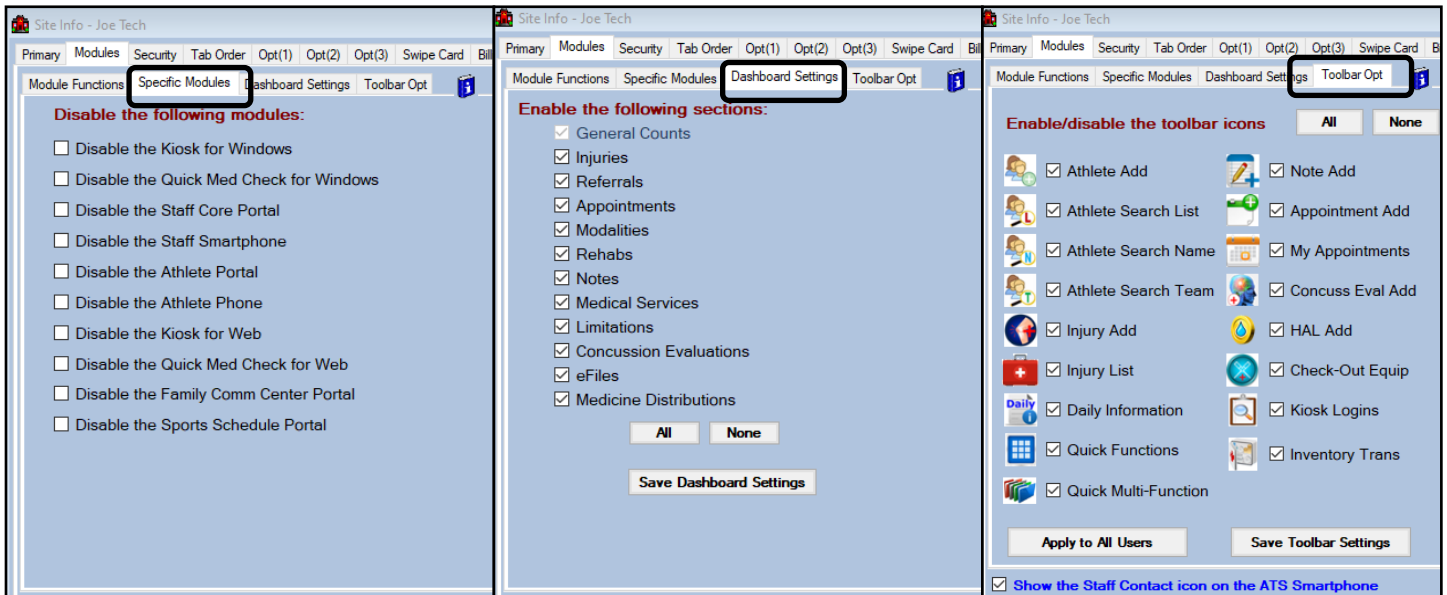 Site Info - Joe Tech
Primary Modules Security Tab Order Opt(1) Opt(2) Opt(3) Swipe Card Bill
Module Functions Specific Modules Dashboard Settings Toolbar Opt
Disable the following modules:
Disable the Kiosk for Windows
Disable the Quick Med Check for Windows
Disable the Staff Core Portal
Disable the Staff Smartphone
Disable the Athlete Portal
Disable the Athlete Phone
Disable the Kiosk for Web
Disable the Quick Med Check for Web
Disable the Family Comm Center Portal
Disable the Sports Schedule Portal
Site Info - Joe Tech
Primary Modules Security Tab Order Opt(1) Opt(2) Opt(3) Swipe Card Bil
Module Functions Specific Modules Dashboard Settings Toolbar Opt
Enable the following sections:
General Counts
Injuries
Referrals
Appointments
Modalities
Rehabs
Notes
Medical Services
Limitations
Concussion Evaluations
eFiles
Medicine Distributions
All None
Save Dashboard Settings
Site Info - Joe Tech
Primary Modules Security Tab Order Opt(1) Opt(2) Opt(3) Swipe Card B
Module Functions Specific Modules Dashboard Settings Toolbar Opt
Enable/disable the toolbar icons All None
Athlete Add Note Add
L Athlete Search List Appointment Add
N Athlete Search Name My Appointments
T Athlete Search Team Concuss Eval Add
Injury Add HAL Add
Injury List Check-Out Equip
Daily Daily Information Kiosk Logins
Quick Functions Inventory Trans
Quick Multi-Function
Apply to All Users Save Toolbar Settings
Show the Staff Contact icon on the ATS Smartphone